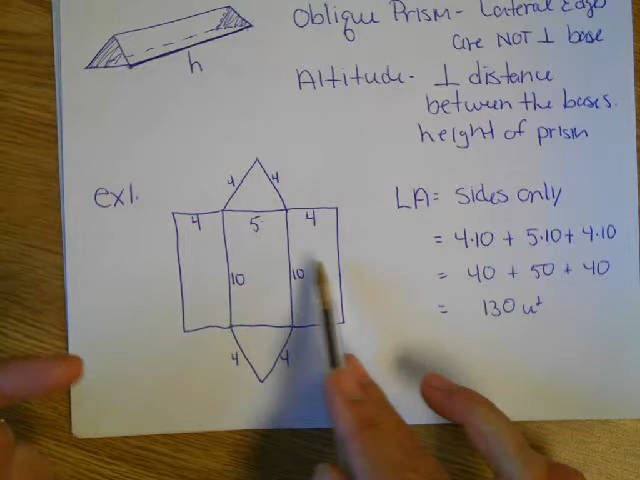 Oblique Prism- Lateral Edges
are NOT ⊥ base
h
Altitude- ⊥ distance
between the bases.
height of prism
ex1.
4 4
4 5 4
10 10
4 4
LA= sides only
= 4·10 + 5·10 + 4·10
= 40 + 50 + 40
= 130 u²